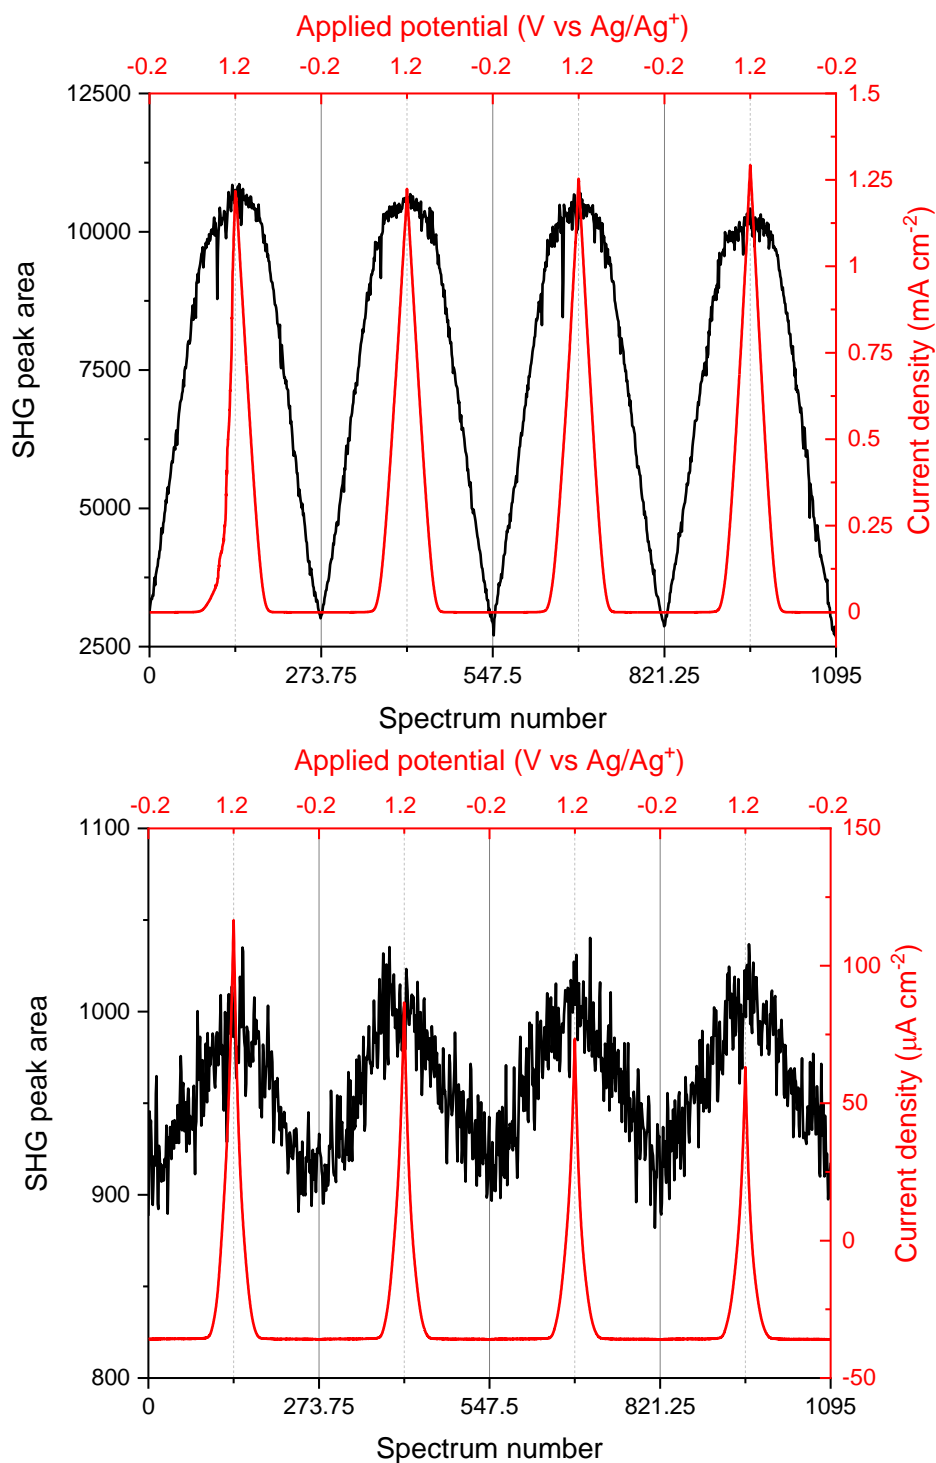 Applied potential (V vs Ag/Ag⁺)
-0.2 1.2 -0.2 1.2 -0.2 1.2 -0.2 1.2 -0.2
12500
10000
7500
5000
2500
SHG peak area
1.5
1.25
1
0.75
0.5
0.25
0
Current density (mA cm⁻²)
0 273.75 547.5 821.25 1095
Spectrum number
Applied potential (V vs Ag/Ag⁺)
-0.2 1.2 -0.2 1.2 -0.2 1.2 -0.2 1.2 -0.2
1100
1000
900
800
SHG peak area
150
100
50
0
-50
Current density (µA cm⁻²)
0 273.75 547.5 821.25 1095
Spectrum number